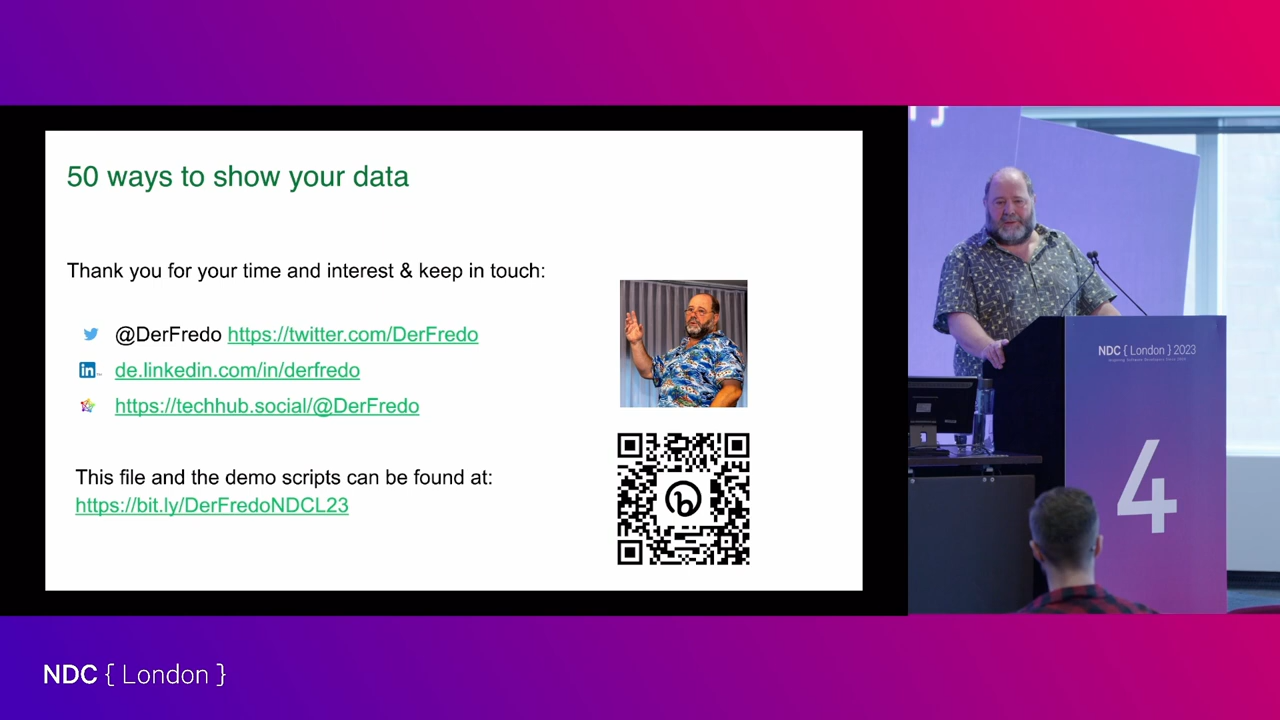 50 ways to show your data
Thank you for your time and interest & keep in touch:
@DerFredo https://twitter.com/DerFredo
de.linkedin.com/in/derfredo
https://techhub.social/@DerFredo
This file and the demo scripts can be found at:
https://bit.ly/DerFredoNDCL23
NDC { London } 2023
4
NDC { London }